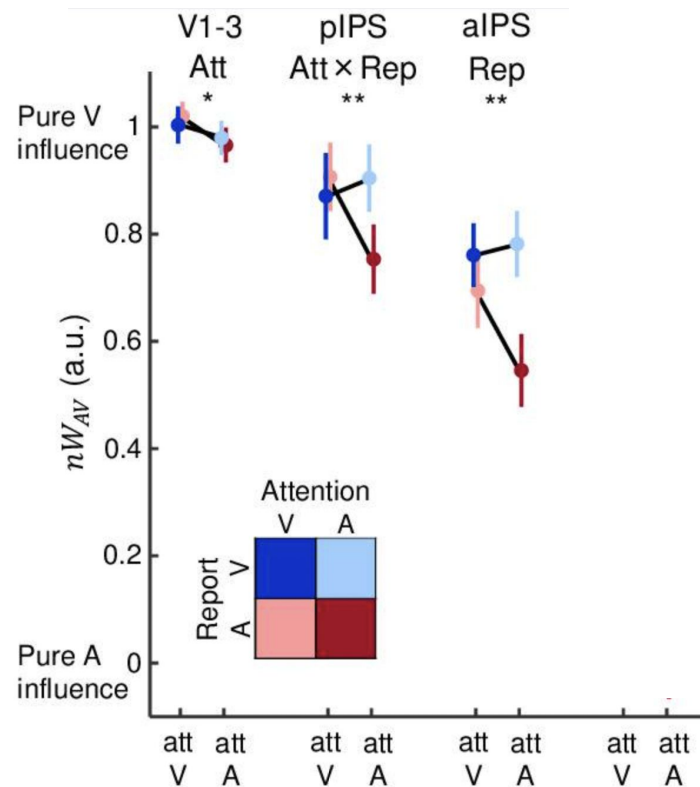 V1-3 pIPS aIPS
Att Att × Rep Rep
* ** **
Pure V
influence
1
0.8
0.6
0.4
0.2
0
nW_AV (a.u.)
Attention
V A
Report
V
A
Pure A
influence
att att att att att att att att
V A V A V A V A